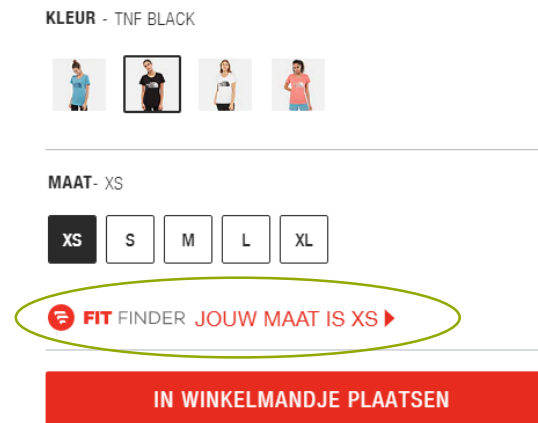 KLEUR - TNF BLACK
MAAT- XS
XS S M L XL
FIT FINDER JOUW MAAT IS XS
IN WINKELMANDJE PLAATSEN